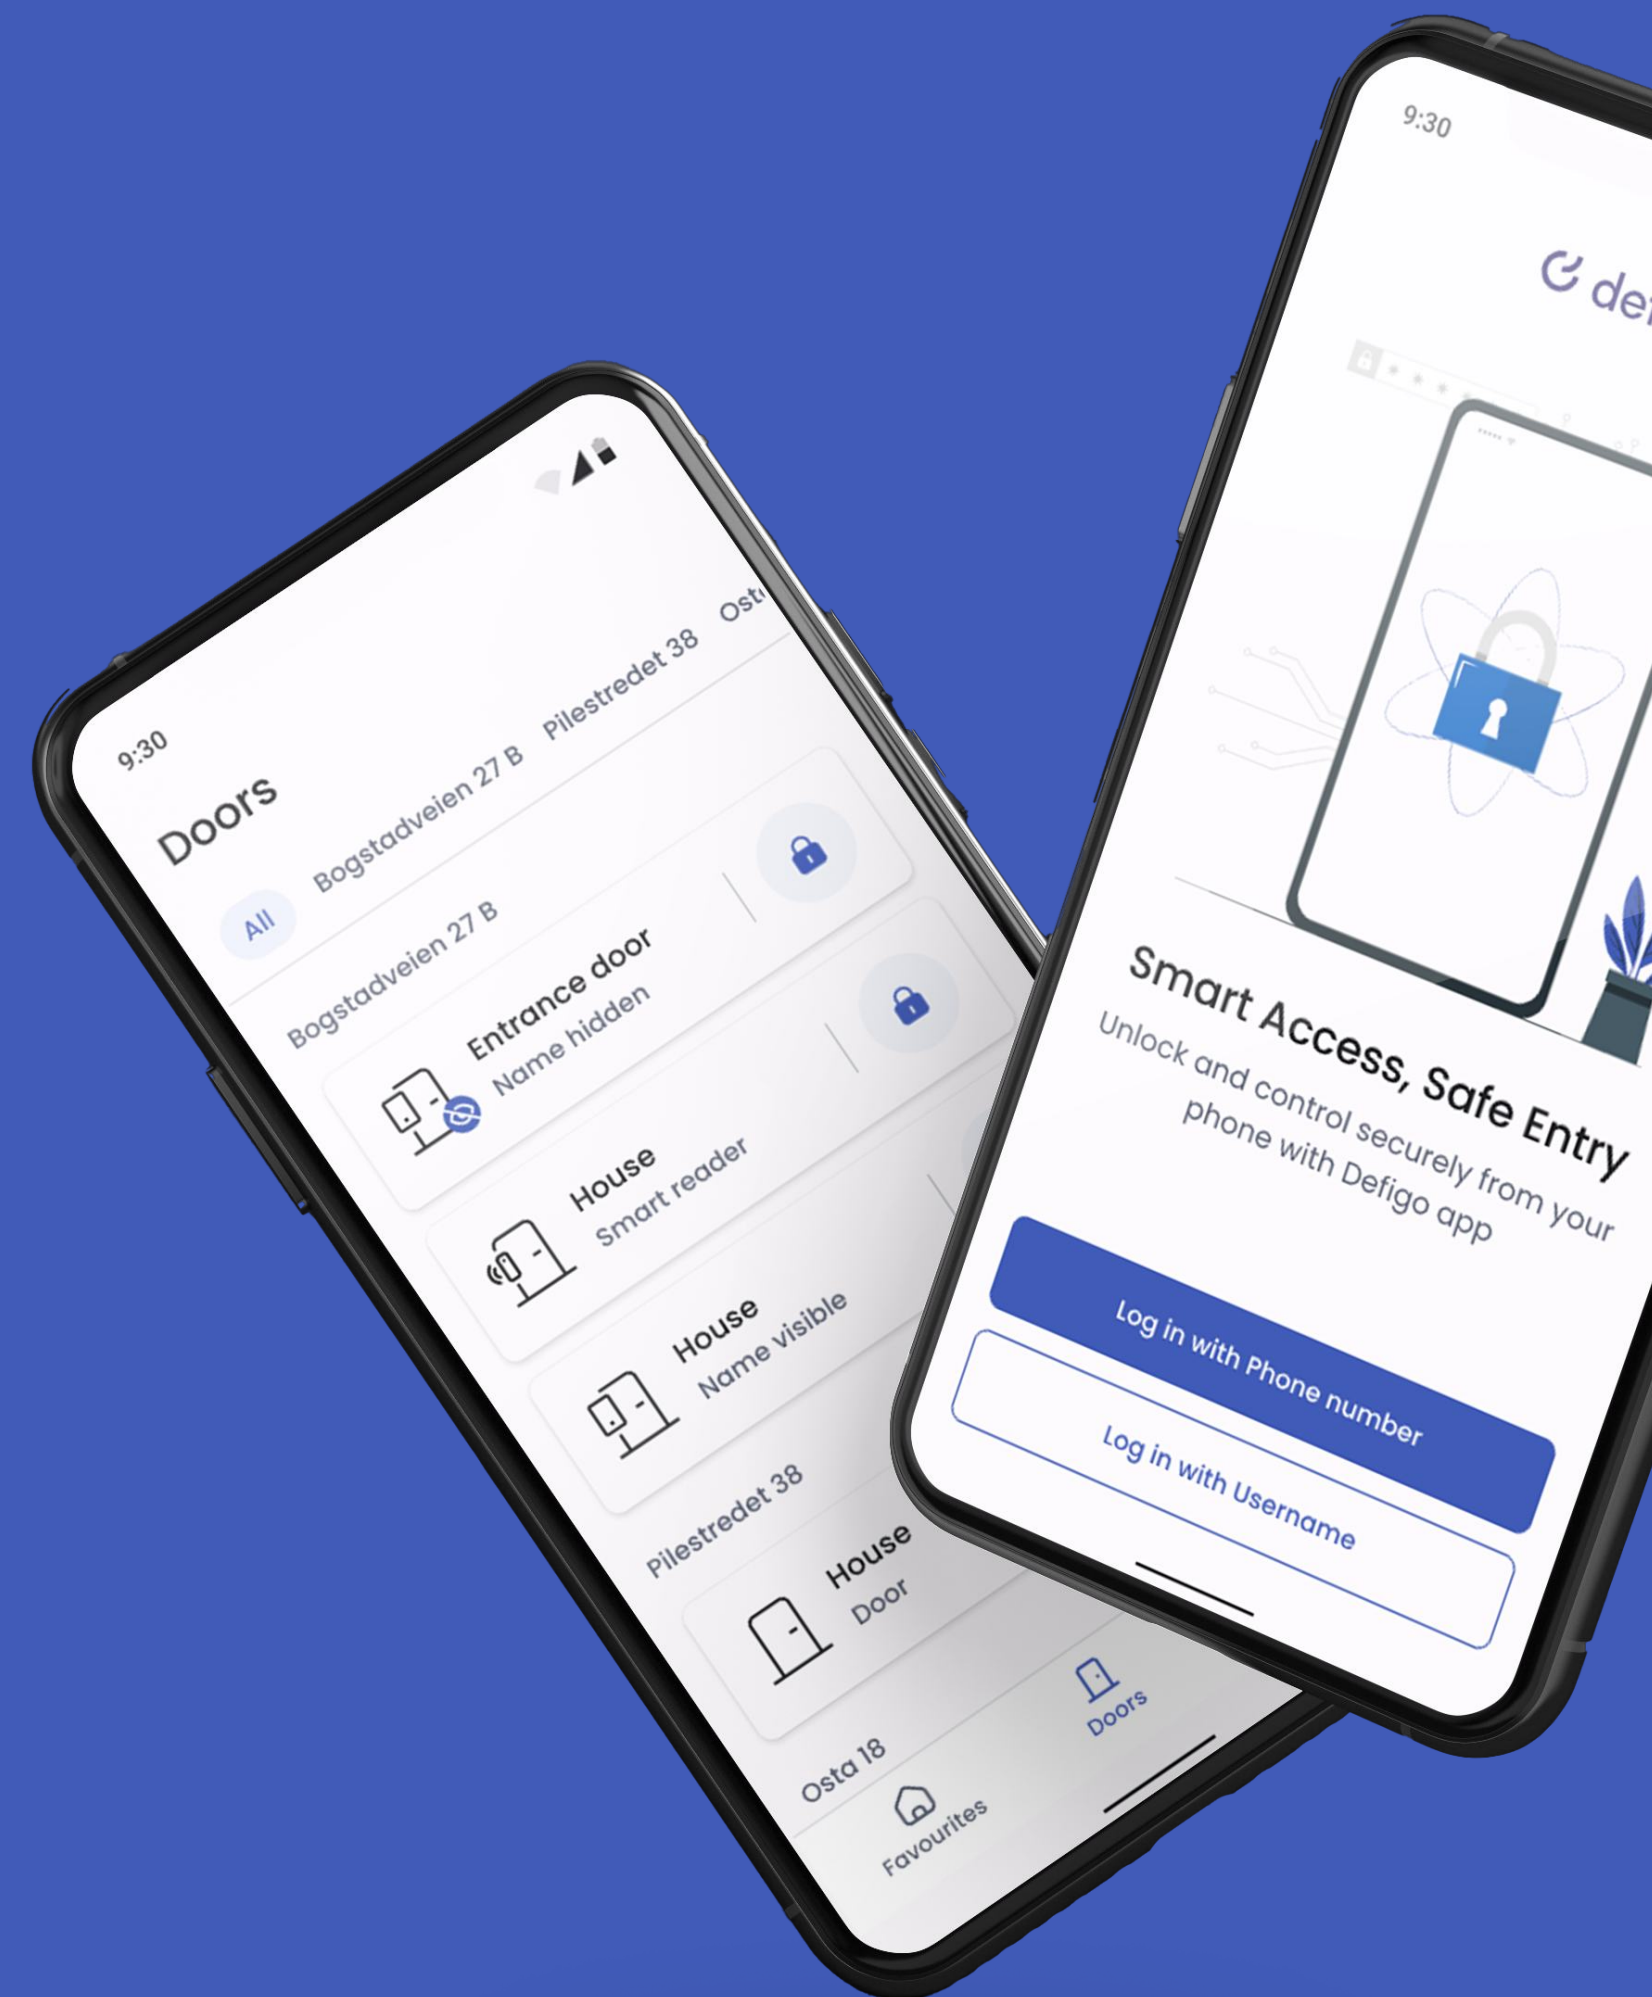 9:30
Doors
All
Bogstadveien 27 B
Pilestredet 38
Bogstadveien 27 B
Entrance door
Name hidden
House
Smart reader
House
Name visible
Pilestredet 38
House
Door
Osta 18
Favourites
Doors
9:30
Smart Access, Safe Entry
Unlock and control securely from your
phone with Defigo app
Log in with Phone number
Log in with Username